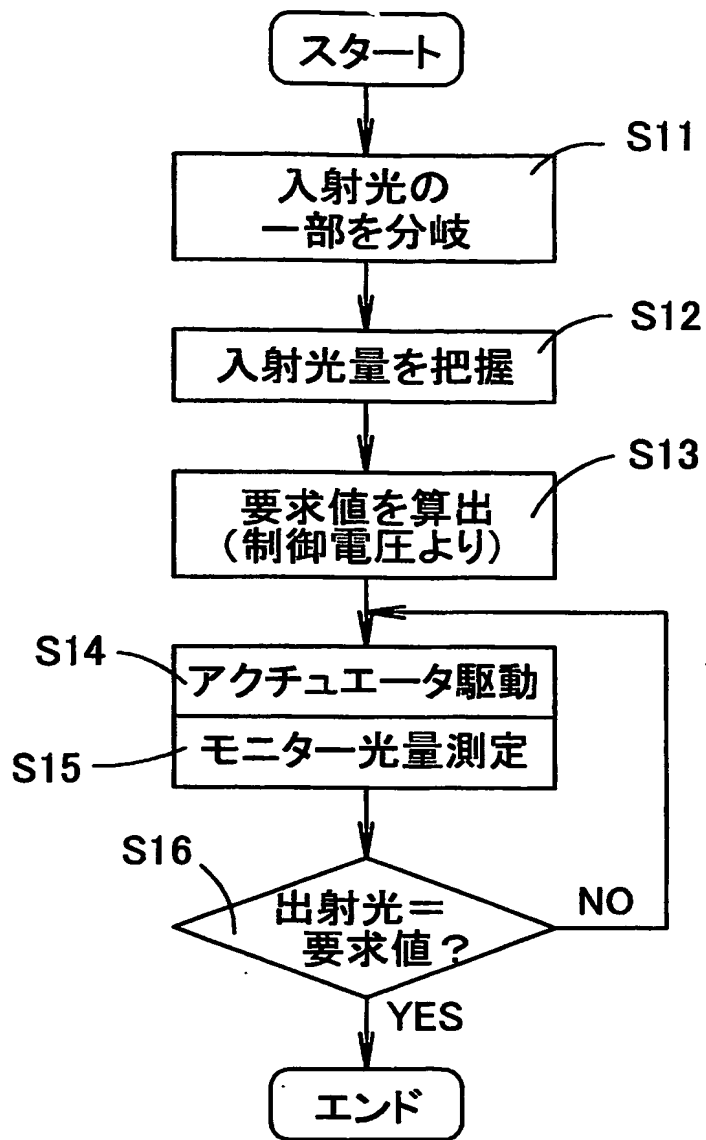 スタート
S11
入射光の
一部を分岐
S12
入射光量を把握
S13
要求値を算出
(制御電圧より)
S14
アクチュエータ駆動
S15
モニター光量測定
S16
出射光＝
要求値？
NO
YES
エンド